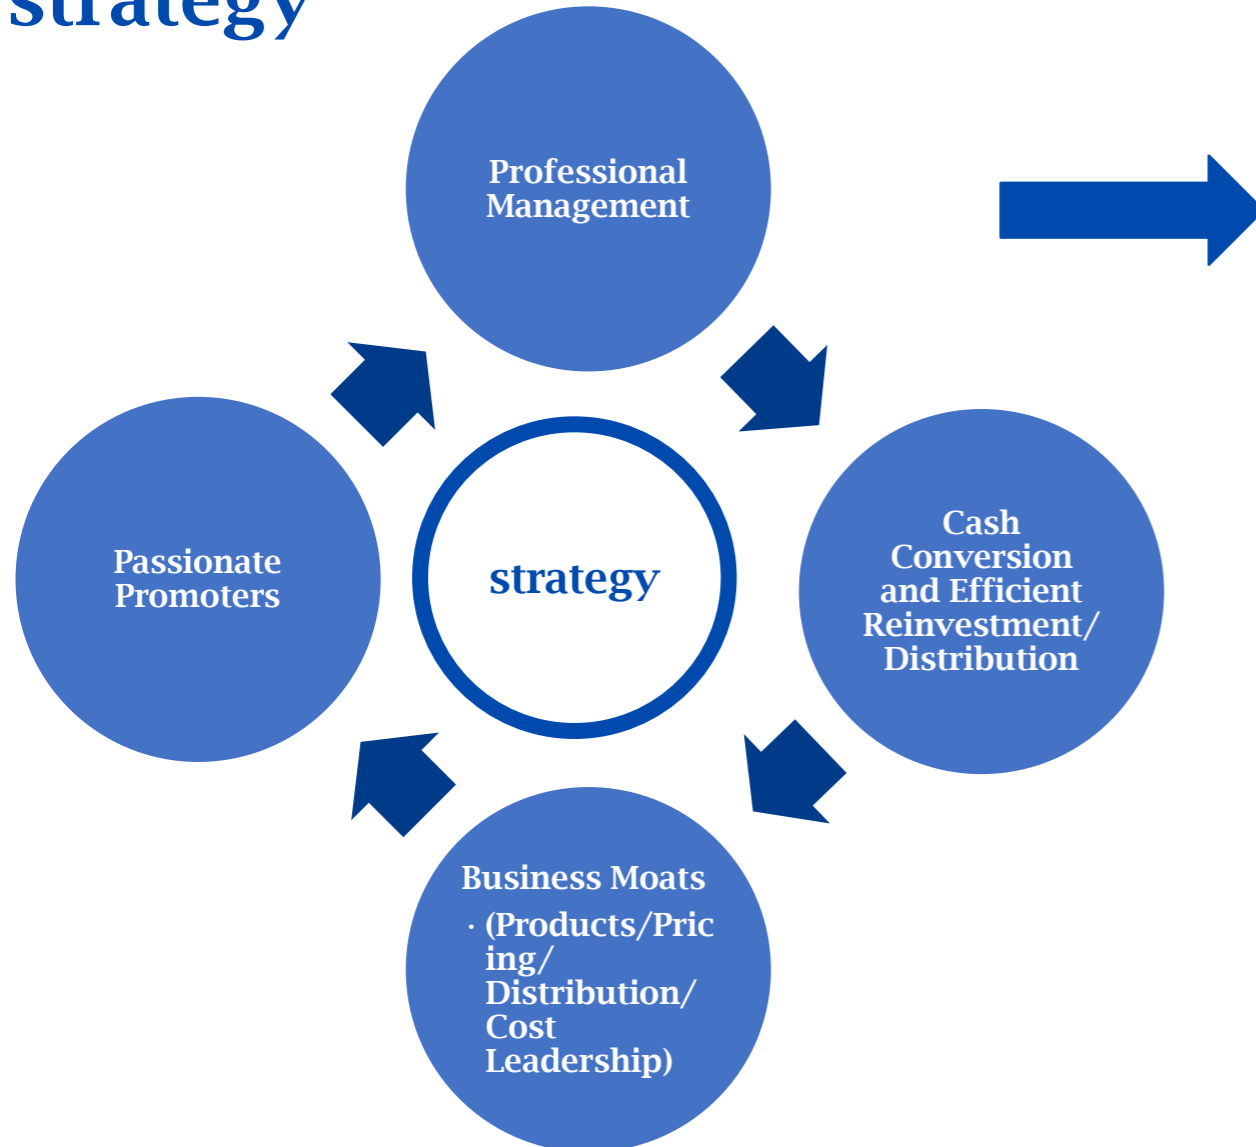 strategy
Professional
Management
Passionate
Promoters
strategy
Cash
Conversion
and Efficient
Reinvestment/
Distribution
Business Moats
· (Products/Pric
ing/
Distribution/
Cost
Leadership)